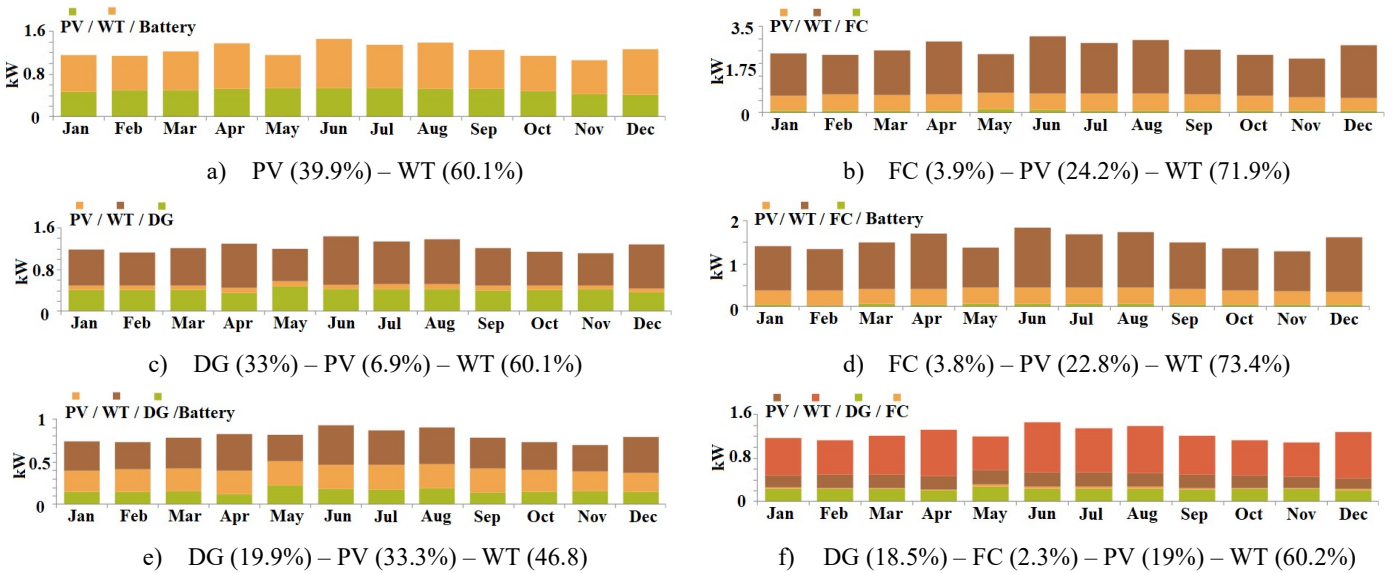 PV / WT / Battery
1.6
0.8
0
kW
Jan Feb Mar Apr May Jun Jul Aug Sep Oct Nov Dec
a) PV (39.9%) – WT (60.1%)
PV / WT / FC
3.5
1.75
0
kW
Jan Feb Mar Apr May Jun Jul Aug Sep Oct Nov Dec
b) FC (3.9%) – PV (24.2%) – WT (71.9%)
PV / WT / DG
1.6
0.8
0
kW
Jan Feb Mar Apr May Jun Jul Aug Sep Oct Nov Dec
c) DG (33%) – PV (6.9%) – WT (60.1%)
PV / WT / FC / Battery
2
1
0
kW
Jan Feb Mar Apr May Jun Jul Aug Sep Oct Nov Dec
d) FC (3.8%) – PV (22.8%) – WT (73.4%)
PV / WT / DG /Battery
1
0.5
0
kW
Jan Feb Mar Apr May Jun Jul Aug Sep Oct Nov Dec
e) DG (19.9%) – PV (33.3%) – WT (46.8)
PV / WT / DG / FC
1.6
0.8
0
kW
Jan Feb Mar Apr May Jun Jul Aug Sep Oct Nov Dec
f) DG (18.5%) – FC (2.3%) – PV (19%) – WT (60.2%)